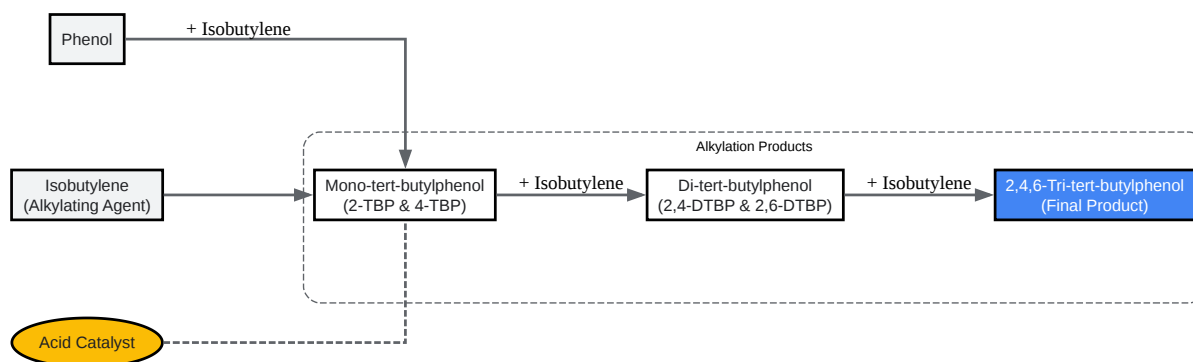 Phenol
+ Isobutylene
Alkylation Products
Isobutylene
(Alkylating Agent)
Mono-tert-butylphenol
(2-TBP & 4-TBP)
+ Isobutylene
Di-tert-butylphenol
(2,4-DTBP & 2,6-DTBP)
+ Isobutylene
2,4,6-Tri-tert-butylphenol
(Final Product)
Acid Catalyst